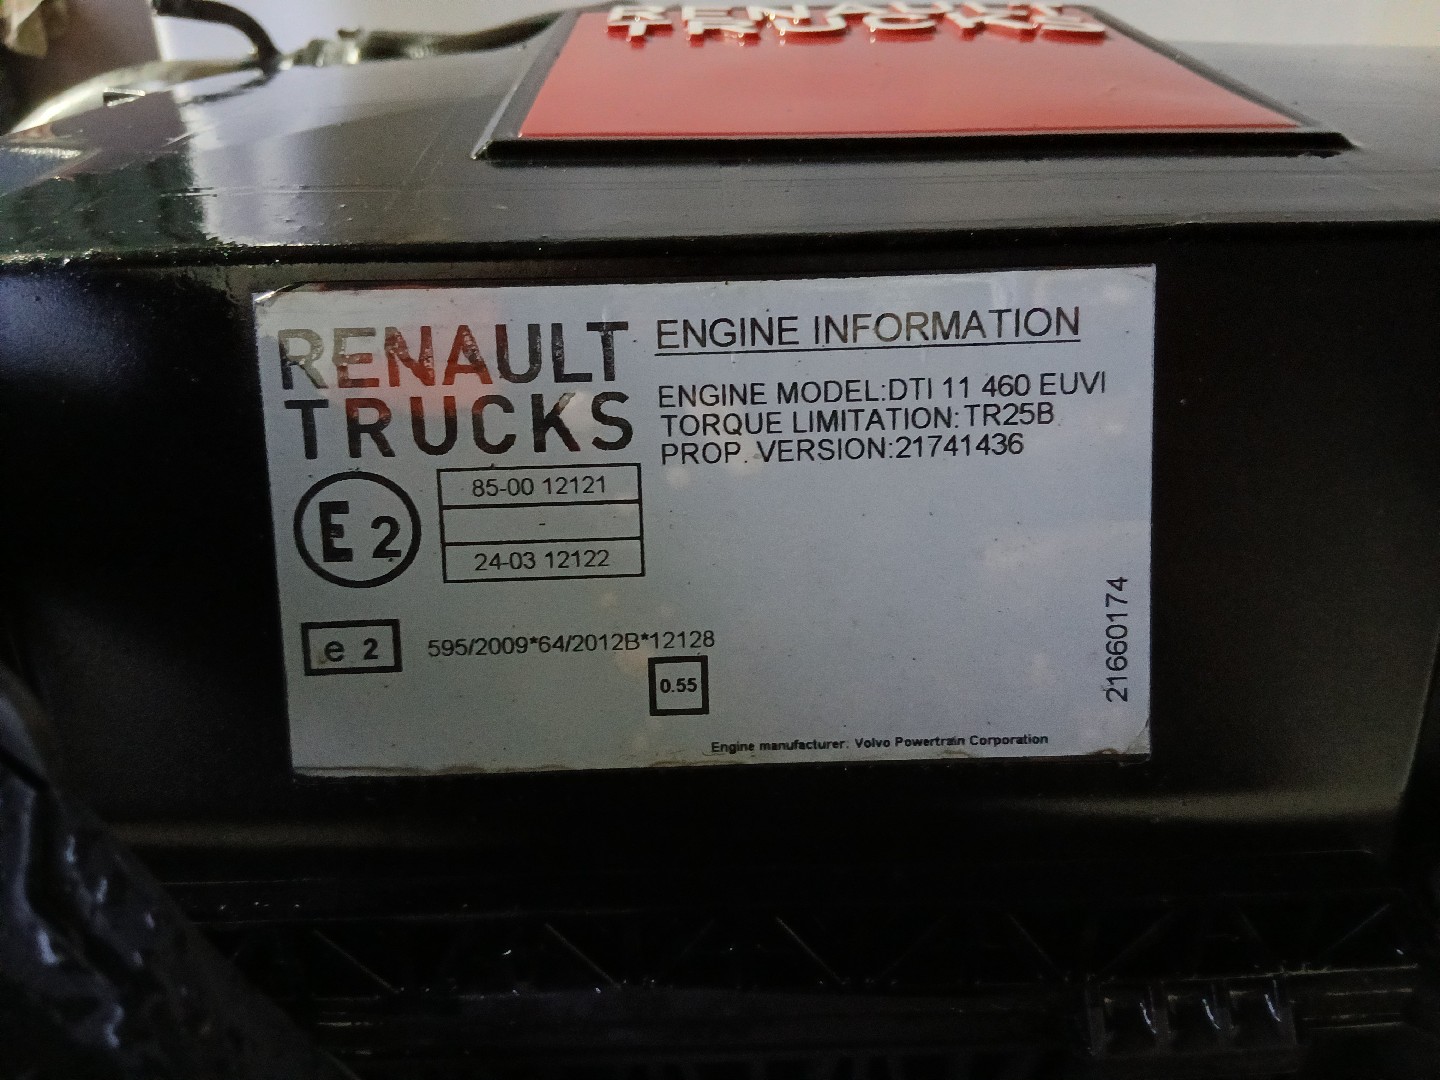 RENAULT
TRUCKS
RENAULT
TRUCKS
ENGINE INFORMATION
ENGINE MODEL:DTI 11 460 EUVI
TORQUE LIMITATION:TR25B
PROP. VERSION:21741436
E2
85-00 12121
-
24-03 12122
e 2
595/2009*64/2012B*12128
0.55
21660174
Engine manufacturer: Volvo Powertrain Corporation